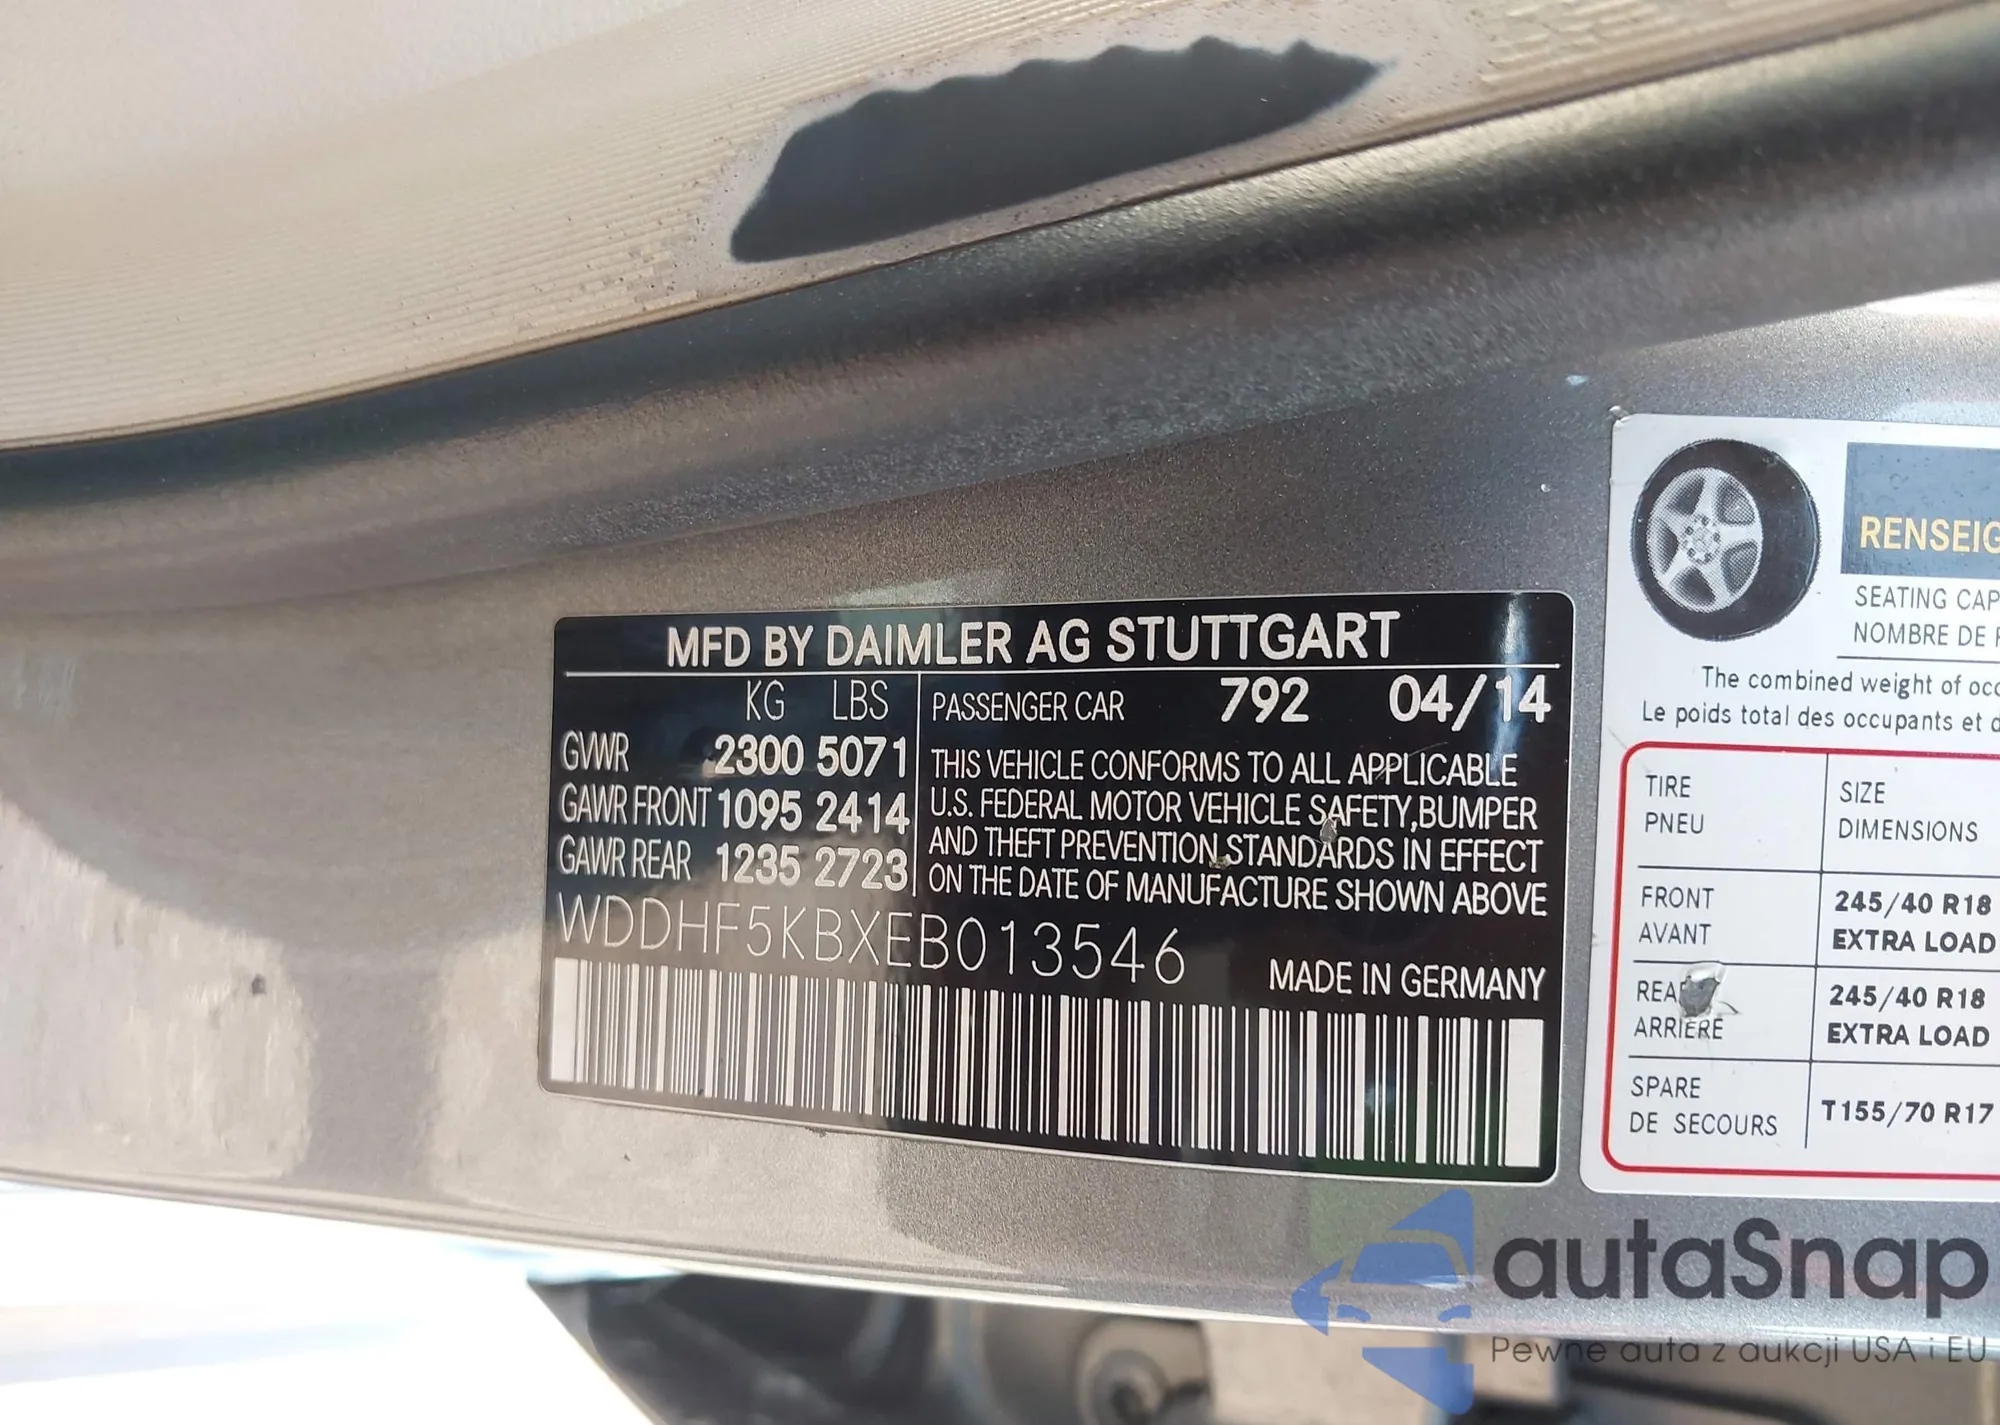 MFD BY DAIMLER AG STUTTGART
KG LBS
GVWR 2300 5071
GAWR FRONT 1095 2414
GAWR REAR 1235 2723
PASSENGER CAR 792 04/14
THIS VEHICLE CONFORMS TO ALL APPLICABLE
U.S. FEDERAL MOTOR VEHICLE SAFETY,BUMPER
AND THEFT PREVENTION STANDARDS IN EFFECT
ON THE DATE OF MANUFACTURE SHOWN ABOVE
WDDHF5KBXEB013546
MADE IN GERMANY
RENSEIG
SEATING CAP
NOMBRE DE
The combined weight of occ
Le poids total des occupants et d
TIRE SIZE
PNEU DIMENSIONS
FRONT 245/40 R18
AVANT EXTRA LOAD
REAR 245/40 R18
ARRIÈRE EXTRA LOAD
SPARE
DE SECOURS T155/70 R17
autaSnap
Pewne auta z aukcji USA i EU